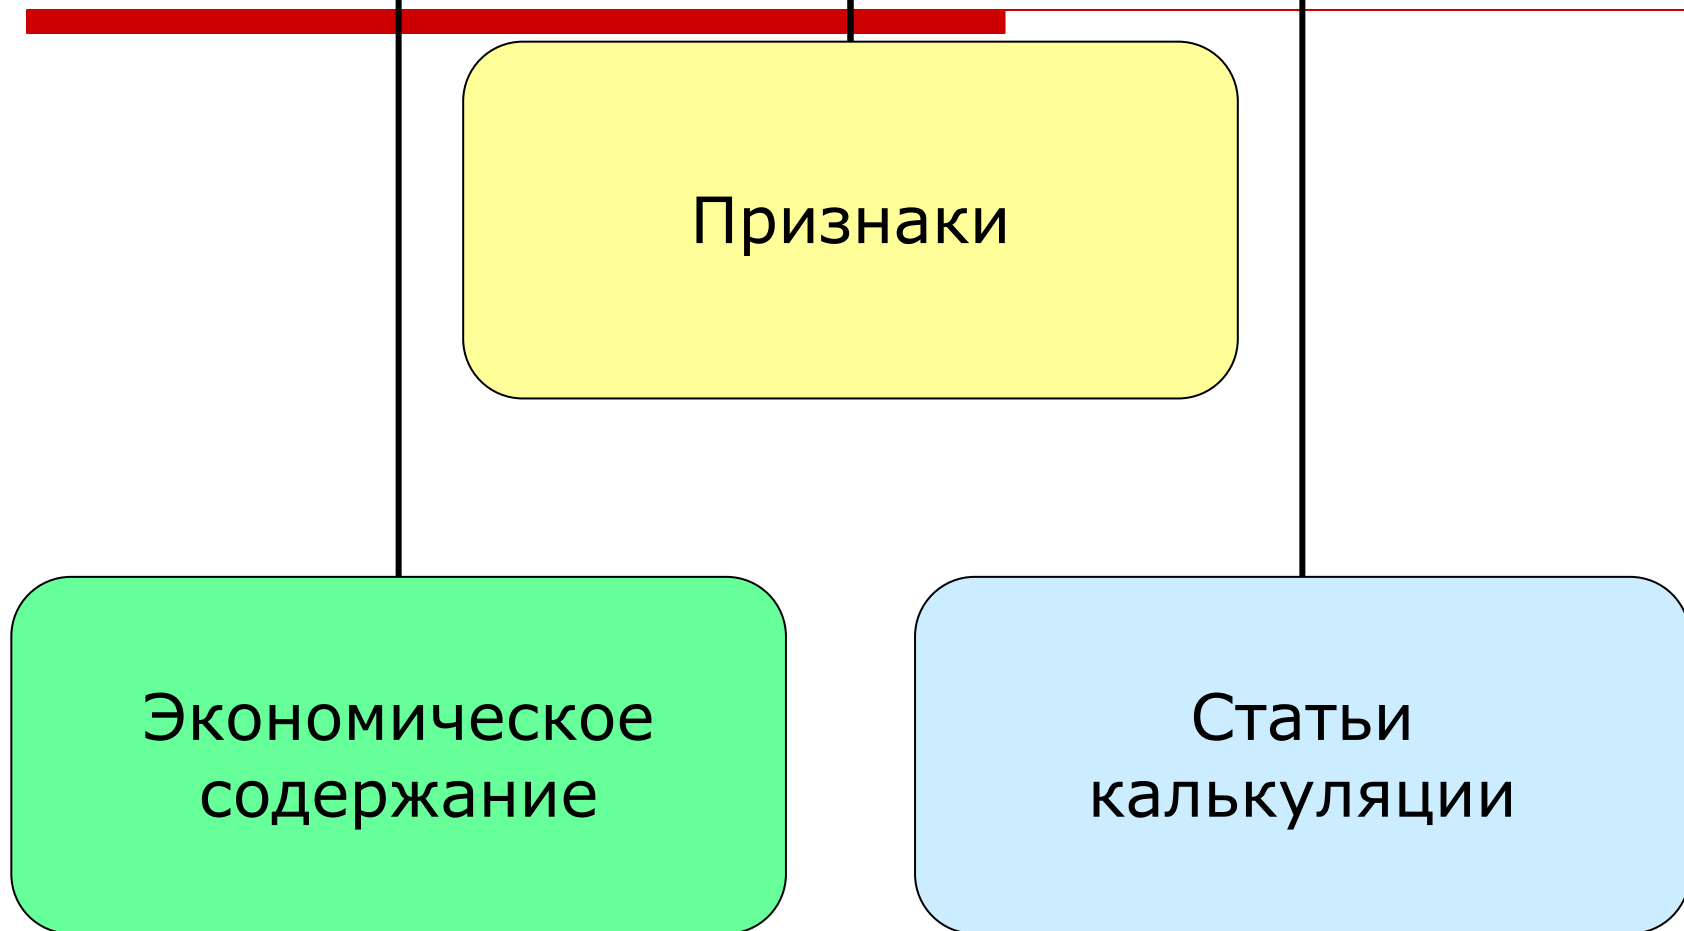 Признаки
Экономическое
содержание
Статьи
калькуляции